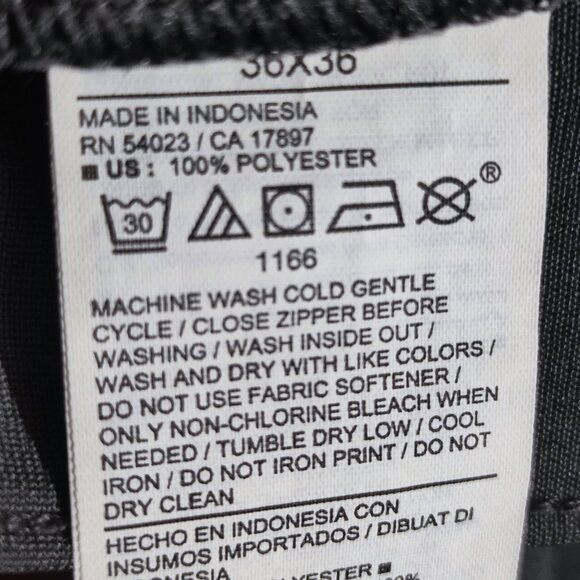 36X36
MADE IN INDONESIA
RN 54023 / CA 17897
US : 100% POLYESTER
30
®
1166
MACHINE WASH COLD GENTLE
CYCLE / CLOSE ZIPPER BEFORE
WASHING / WASH INSIDE OUT /
WASH AND DRY WITH LIKE COLORS /
DO NOT USE FABRIC SOFTENER /
ONLY NON-CHLORINE BLEACH WHEN
NEEDED / TUMBLE DRY LOW / COOL
IRON / DO NOT IRON PRINT / DO NOT
DRY CLEAN
HECHO EN INDONESIA CON
INSUMOS IMPORTADOS / DIBUAT DI
100%